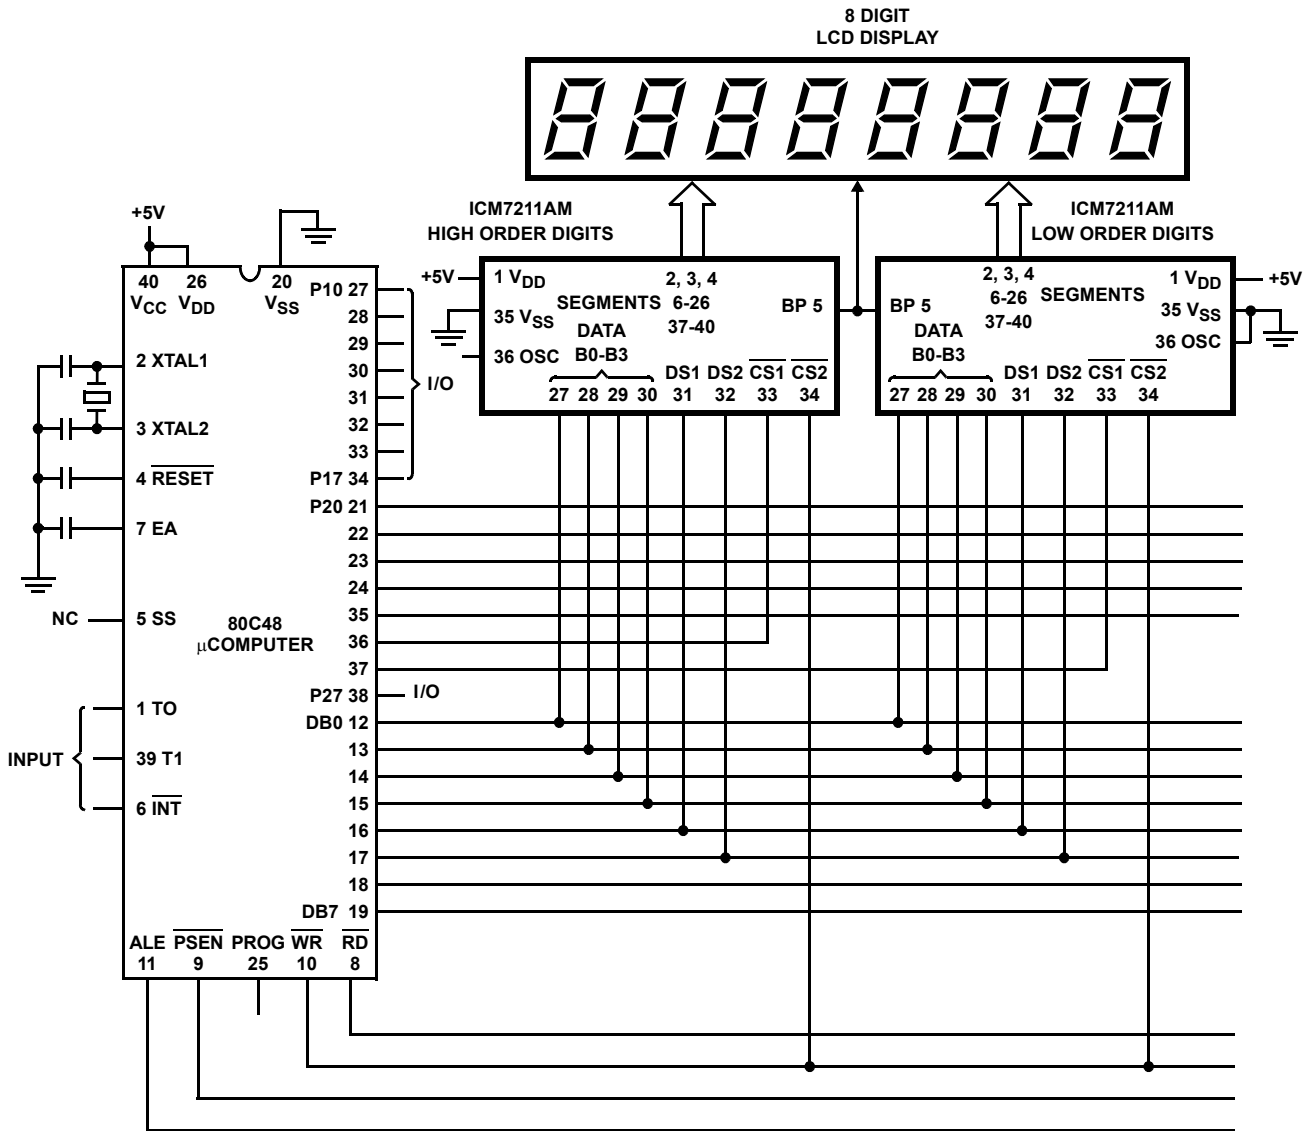 8 DIGIT
LCD DISPLAY
ICM7211AM
HIGH ORDER DIGITS
ICM7211AM
LOW ORDER DIGITS
+5V
40
VCC
26
VDD
20
VSS
2 XTAL1
3 XTAL2
4 RESET
7 EA
NC
5 SS
80C48
μCOMPUTER
INPUT
1 TO
39 T1
6 INT
P10 27
28
29
30
31
32
33
P17 34
I/O
P20 21
22
23
24
35
36
37
P27 38
I/O
DB0 12
13
14
15
16
17
18
DB7 19
ALE
11
PSEN
9
PROG
25
WR
10
RD
8
+5V
1 VDD
35 VSS
36 OSC
SEGMENTS
2, 3, 4
6-26
37-40
BP 5
DATA
B0-B3
DS1 DS2 CS1 CS2
27 28 29 30 31 32 33 34
BP 5
2, 3, 4
6-26
37-40
SEGMENTS
1 VDD
+5V
35 VSS
36 OSC
DATA
B0-B3
DS1 DS2 CS1 CS2
27 28 29 30 31 32 33 34